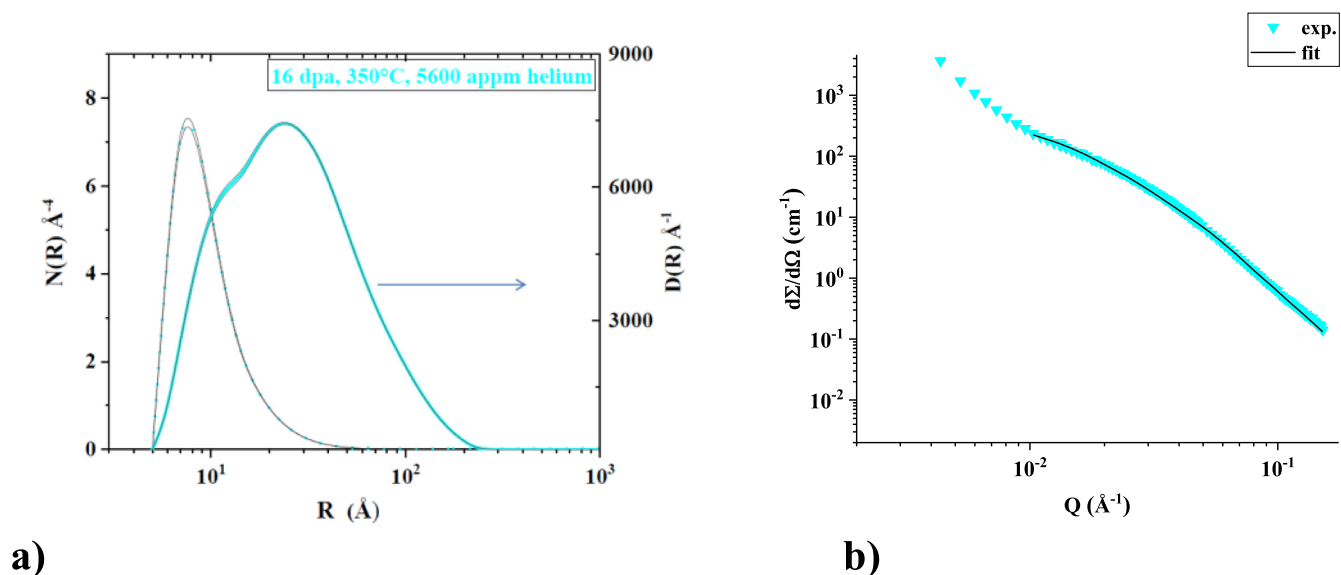 16 dpa, 350°C, 5600 appm helium
N(R) Å⁻⁴
8
6
4
2
0
9000
6000
3000
D(R) Å⁻¹
10¹
10²
10³
R (Å)
a)
exp.
fit
dΣ/dΩ (cm⁻¹)
10³
10²
10¹
10⁰
10⁻¹
10⁻²
10⁻²
10⁻¹
Q (Å⁻¹)
b)